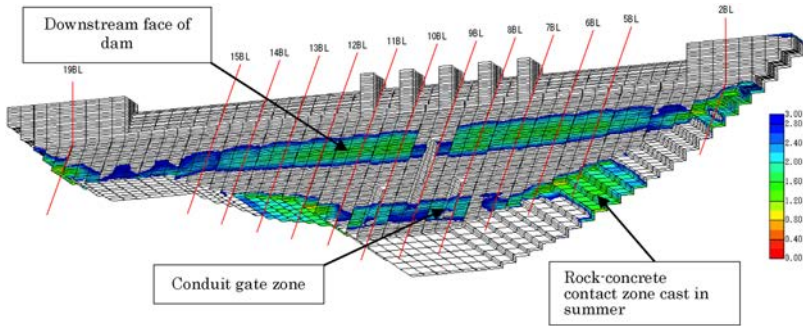 Downstream face of
dam
19BL
15BL
14BL
13BL
12BL
11BL
10BL
9BL
8BL
7BL
6BL
5BL
2BL
3.00
2.80
2.40
2.00
1.60
1.20
0.80
0.40
0.00
Conduit gate zone
Rock-concrete
contact zone cast in
summer